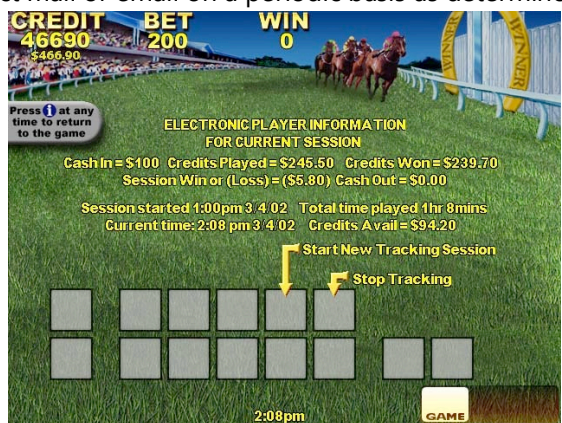 CREDIT BET WIN
46690 200 0
$466.90
WINNER WINNER
Press i at any
time to return
to the game
ELECTRONIC PLAYER INFORMATION
FOR CURRENT SESSION
Cash In = $100 Credits Played = $245.50 Credits Won = $239.70
Session Win or (Loss) = ($5.80) Cash Out = $0.00
Session started 1:00pm 3/4/02 Total time played 1hr 8mins
Current time: 2:08 pm 3/4/02 Credits Avail = $94.20
Start New Tracking Session
Stop Tracking
2:08pm
GAME